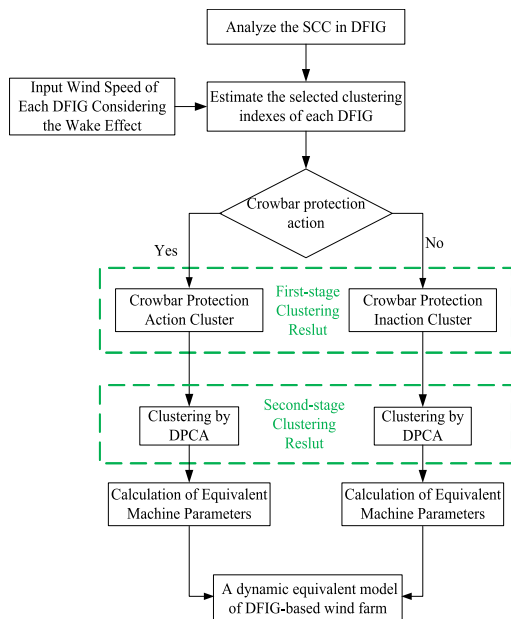 Analyze the SCC in DFIG
Input Wind Speed of
Each DFIG Considering
the Wake Effect
Estimate the selected clustering
indexes of each DFIG
Crowbar protection
action
Yes
No
Crowbar Protection
Action Cluster
First-stage
Clustering
Reslut
Crowbar Protection
Inaction Cluster
Clustering by
DPCA
Second-stage
Clustering
Reslut
Clustering by
DPCA
Calculation of Equivalent
Machine Parameters
Calculation of Equivalent
Machine Parameters
A dynamic equivalent model
of DFIG-based wind farm